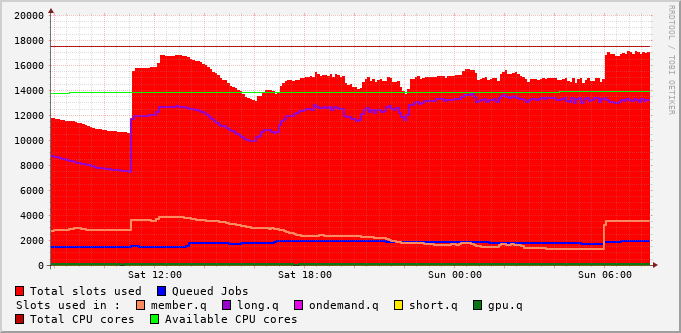 20000
18000
16000
14000
12000
10000
8000
6000
4000
2000
0
Sat 12:00 Sat 18:00 Sun 00:00 Sun 06:00
RRDTOOL / TOBI OETIKER
Total slots used Queued Jobs
Slots used in : member.q long.q ondemand.q short.q gpu.q
Total CPU cores Available CPU cores